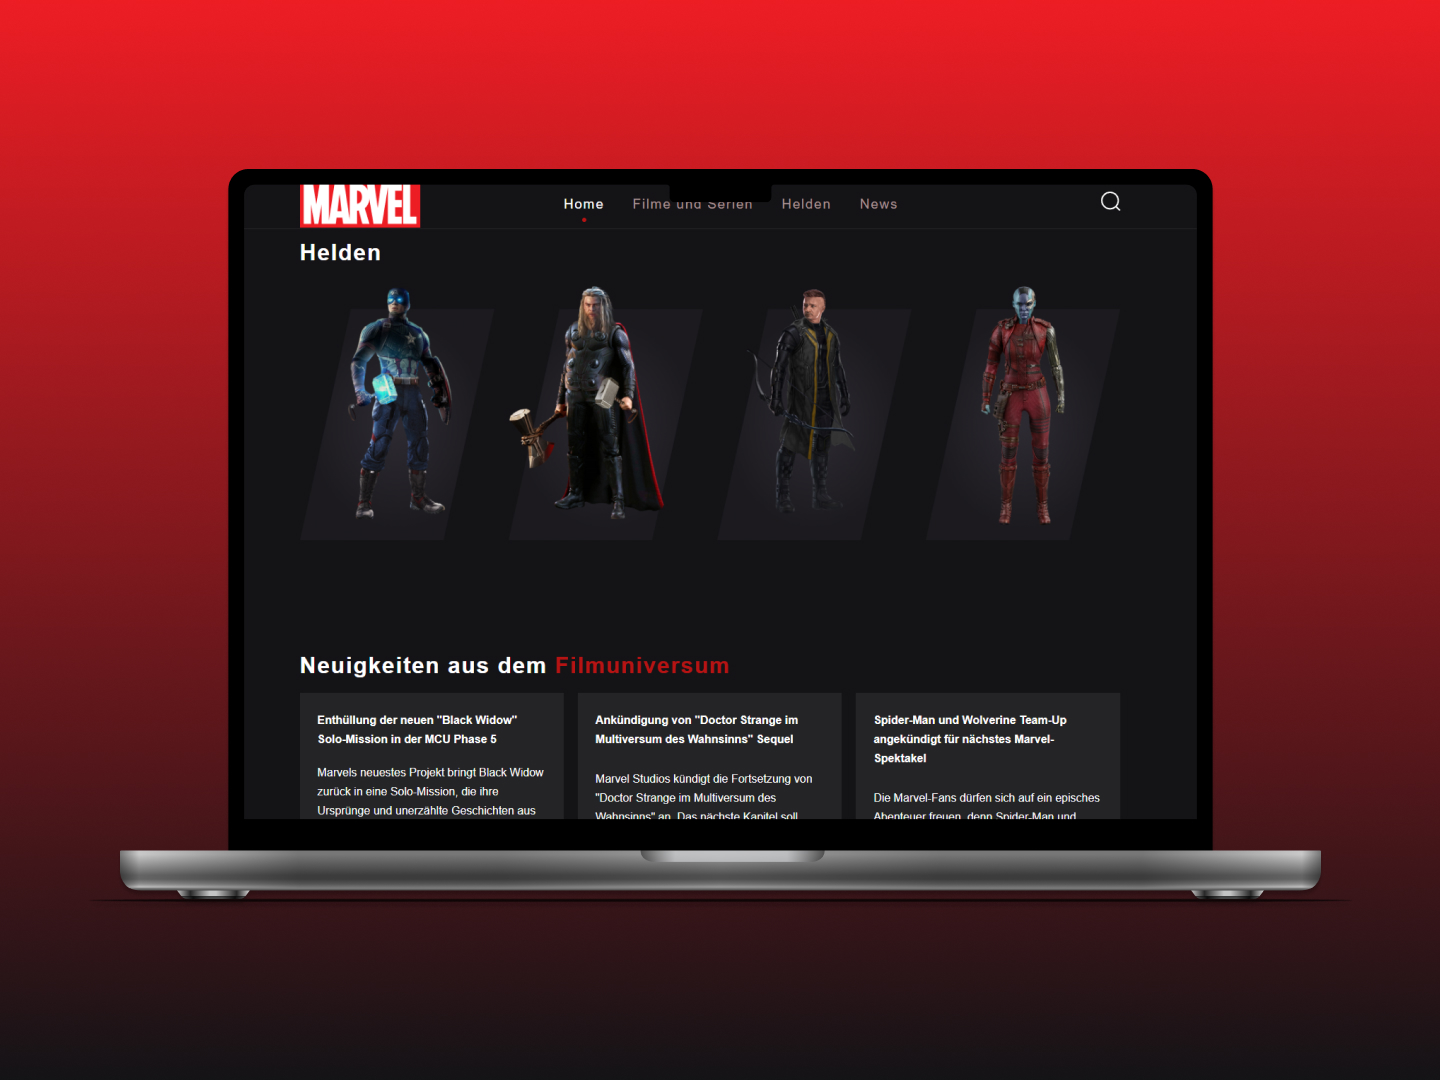 MARVEL
Home
Filme und Serien
Helden
News
Helden
Neuigkeiten aus dem Filmuniversum
Enthüllung der neuen "Black Widow"
Solo-Mission in der MCU Phase 5
Marvels neuestes Projekt bringt Black Widow
zurück in eine Solo-Mission, die ihre
Ursprünge und unerzählte Geschichten aus
Ankündigung von "Doctor Strange im
Multiversum des Wahnsinns" Sequel
Marvel Studios kündigt die Fortsetzung von
"Doctor Strange im Multiversum des
Wahnsinns" an. Das nächste Kapitel soll
Spider-Man und Wolverine Team-Up
angekündigt für nächstes Marvel-
Spektakel
Die Marvel-Fans dürfen sich auf ein episches
Abenteuer freuen, denn Spider-Man und